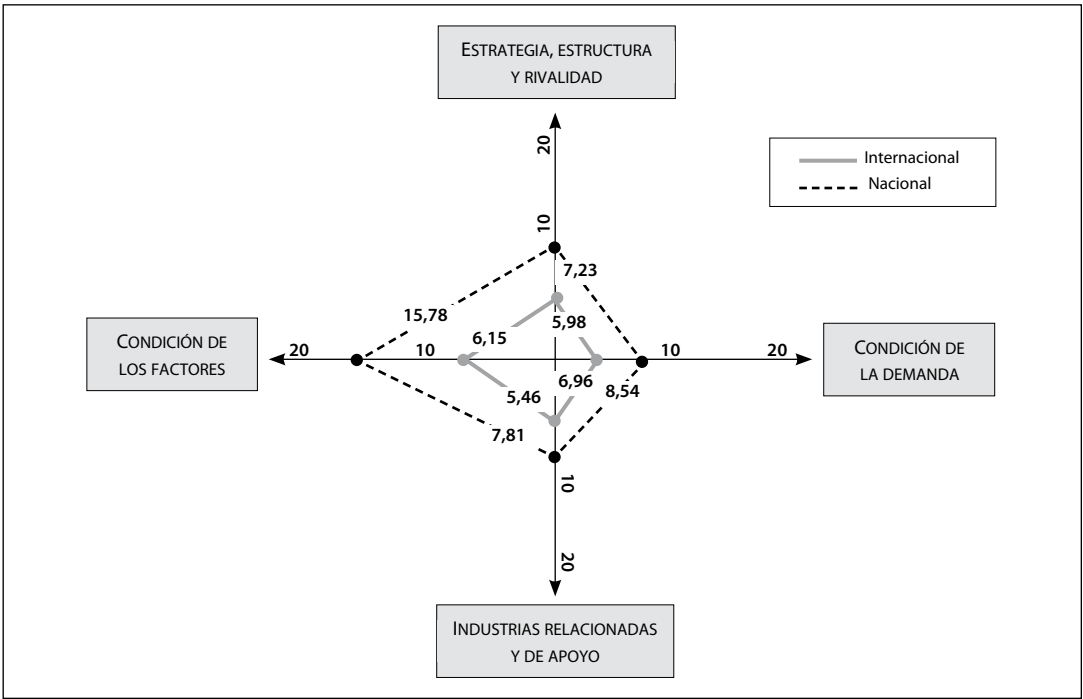 ESTRATEGIA, ESTRUCTURA
Y RIVALIDAD
20
Internacional
Nacional
10
7,23
15,78
5,98
6,15
CONDICIÓN DE
LOS FACTORES
20
10
10
20
CONDICIÓN DE
LA DEMANDA
6,96
8,54
5,46
7,81
10
20
INDUSTRIAS RELACIONADAS
Y DE APOYO